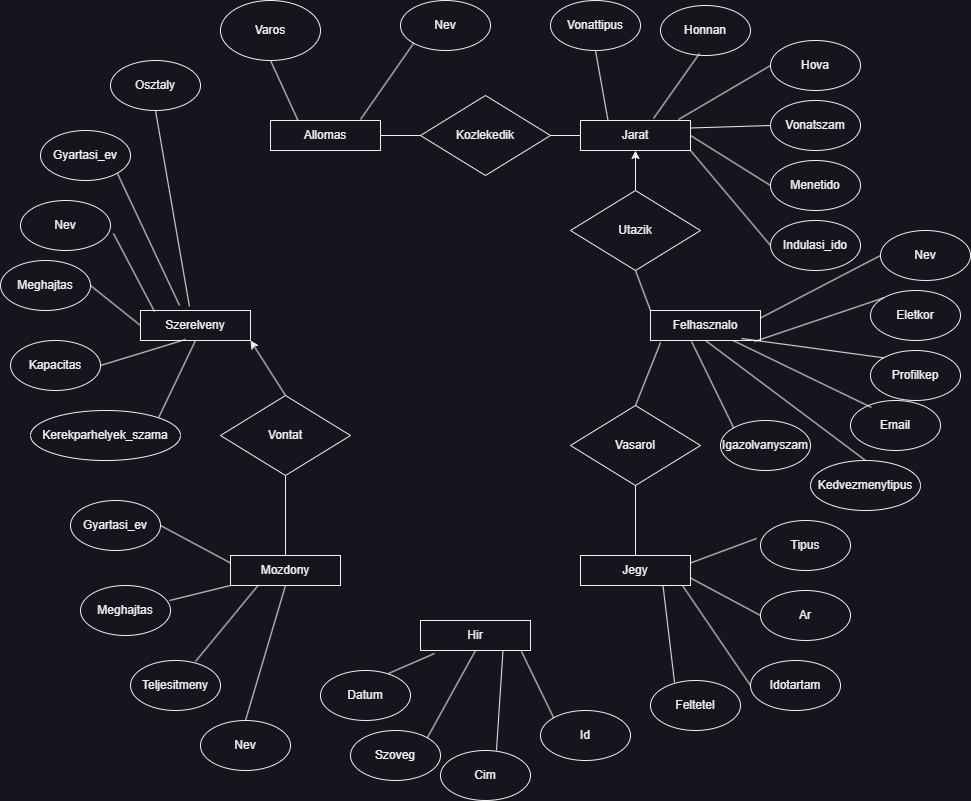 Varos
Nev
Vonattipus
Honnan
Hova
Osztaly
Allomas
Kozlekedik
Jarat
Vonatszam
Gyartasi_ev
Menetido
Nev
Utazik
Indulasi_ido
Nev
Meghajtas
Szerelveny
Felhasznalo
Eletkor
Kapacitas
Profilkep
Kerekparhelyek_szama
Vontat
Vasarol
Igazolvanyszam
Email
Kedvezmenytipus
Gyartasi_ev
Tipus
Mozdony
Jegy
Meghajtas
Ar
Hir
Teljesitmeny
Datum
Feltetel
Idotartam
Nev
Szoveg
Cim
Id